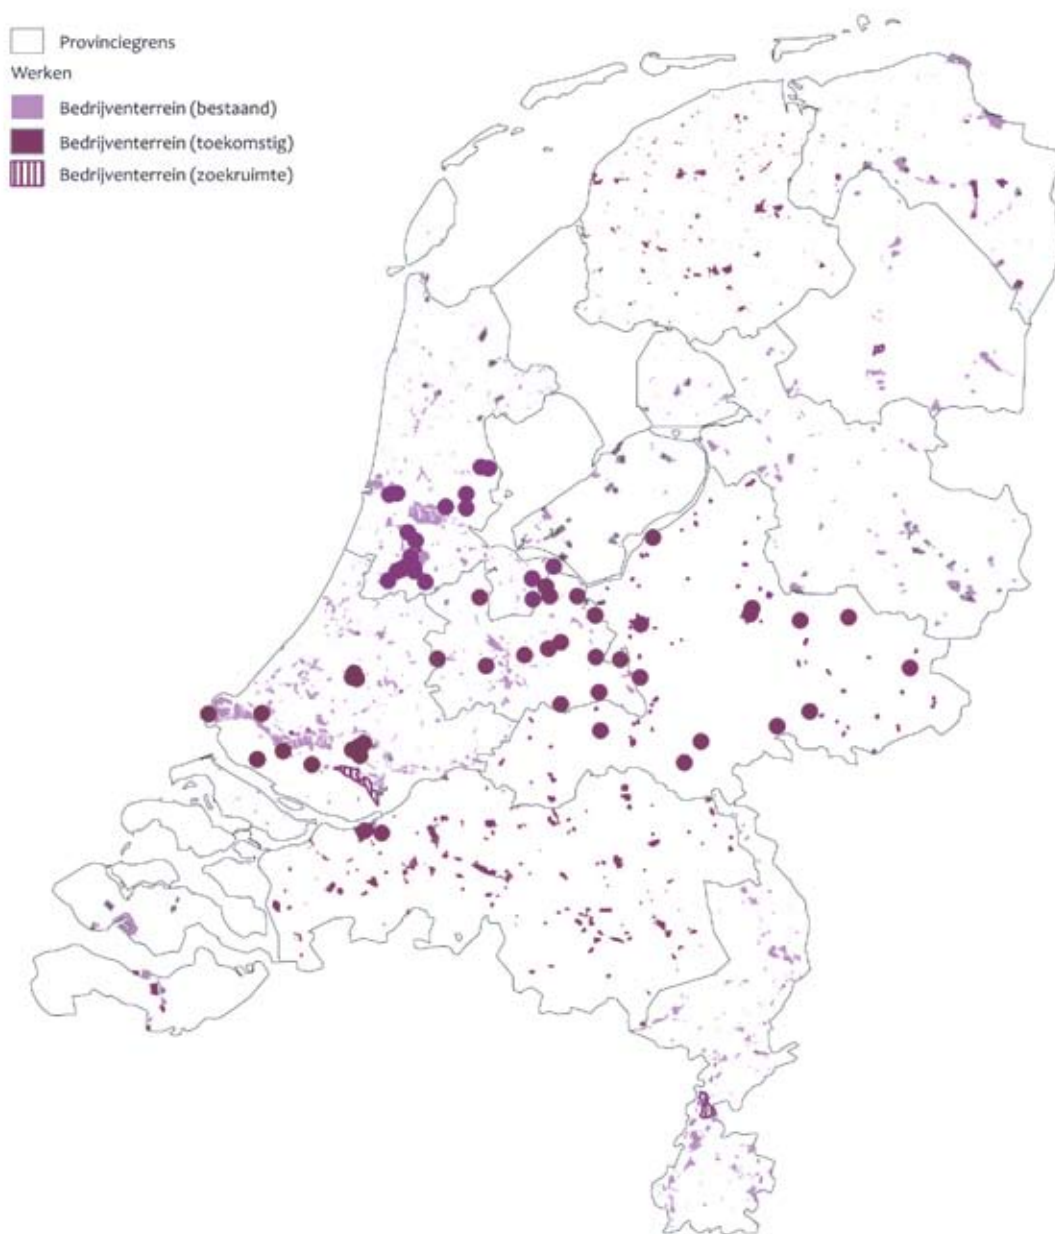 Provinciegrens
Werken
Bedrijventerrein (bestaand)
Bedrijventerrein (toekomstig)
Bedrijventerrein (zoekruimte)